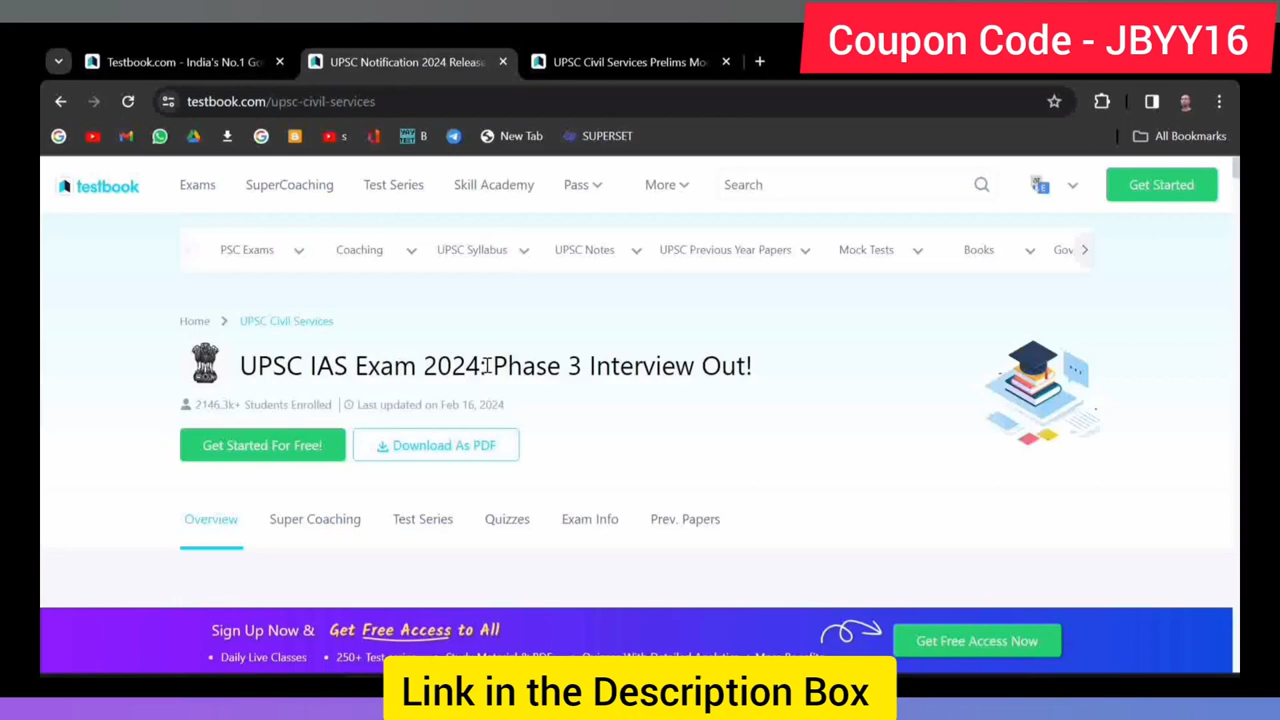 Coupon Code - JBYY16
Testbook.com - India's No.1 Go
UPSC Notification 2024 Releas
UPSC Civil Services Prelims Mo
testbook.com/upsc-civil-services
s
B
New Tab
SUPERSET
All Bookmarks
testbook
Exams
SuperCoaching
Test Series
Skill Academy
Pass
More
Search
Get Started
PSC Exams
Coaching
UPSC Syllabus
UPSC Notes
UPSC Previous Year Papers
Mock Tests
Books
Gov
Home > UPSC Civil Services
UPSC IAS Exam 2024: Phase 3 Interview Out!
2146.3k+ Students Enrolled
Last updated on Feb 16, 2024
Get Started For Free!
Download As PDF
Overview
Super Coaching
Test Series
Quizzes
Exam Info
Prev. Papers
Sign Up Now & Get Free Access to All
• Daily Live Classes
• 250+ Test
Get Free Access Now
Link in the Description Box